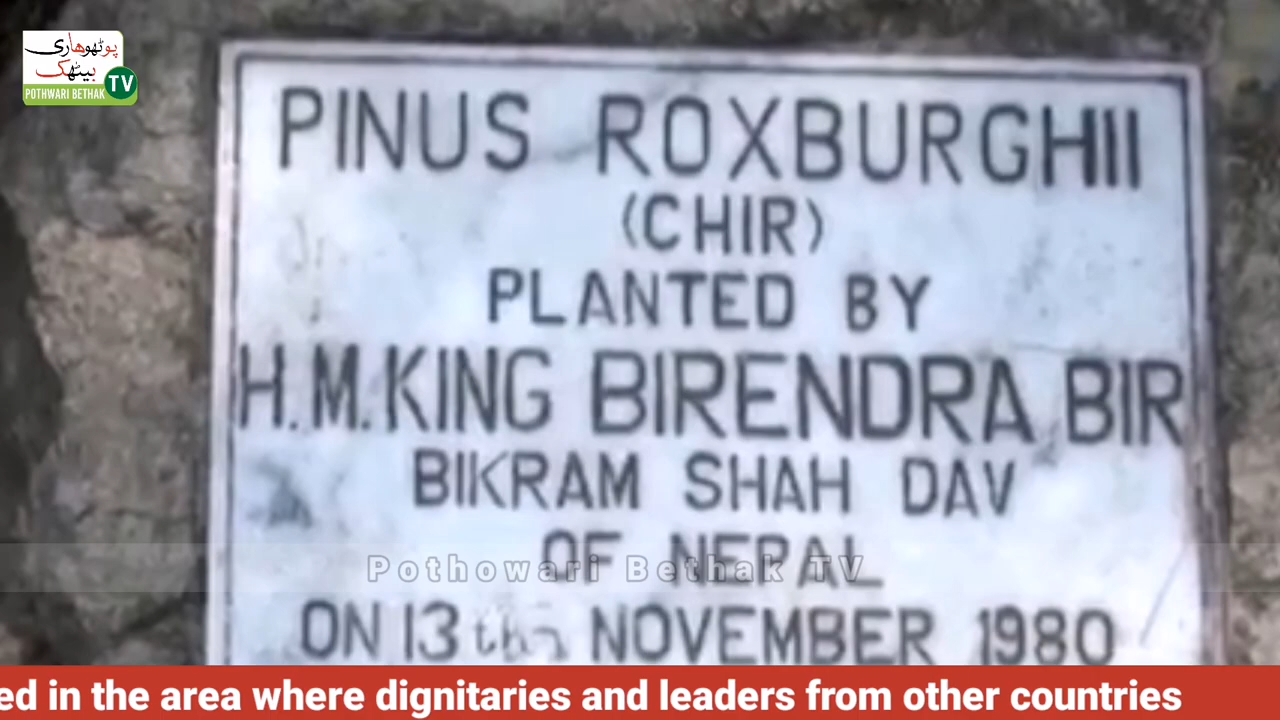 پوٹھوھاری
بیٹھک
TV
POTHWARI BETHAK
PINUS ROXBURGHII
(CHIR)
PLANTED BY
H.M.KING BIRENDRA BIR
BIKRAM SHAH DAV
OF NEPAL
Pothowari Bethak TV
ON 13th NOVEMBER 1980
ed in the area where dignitaries and leaders from other countries